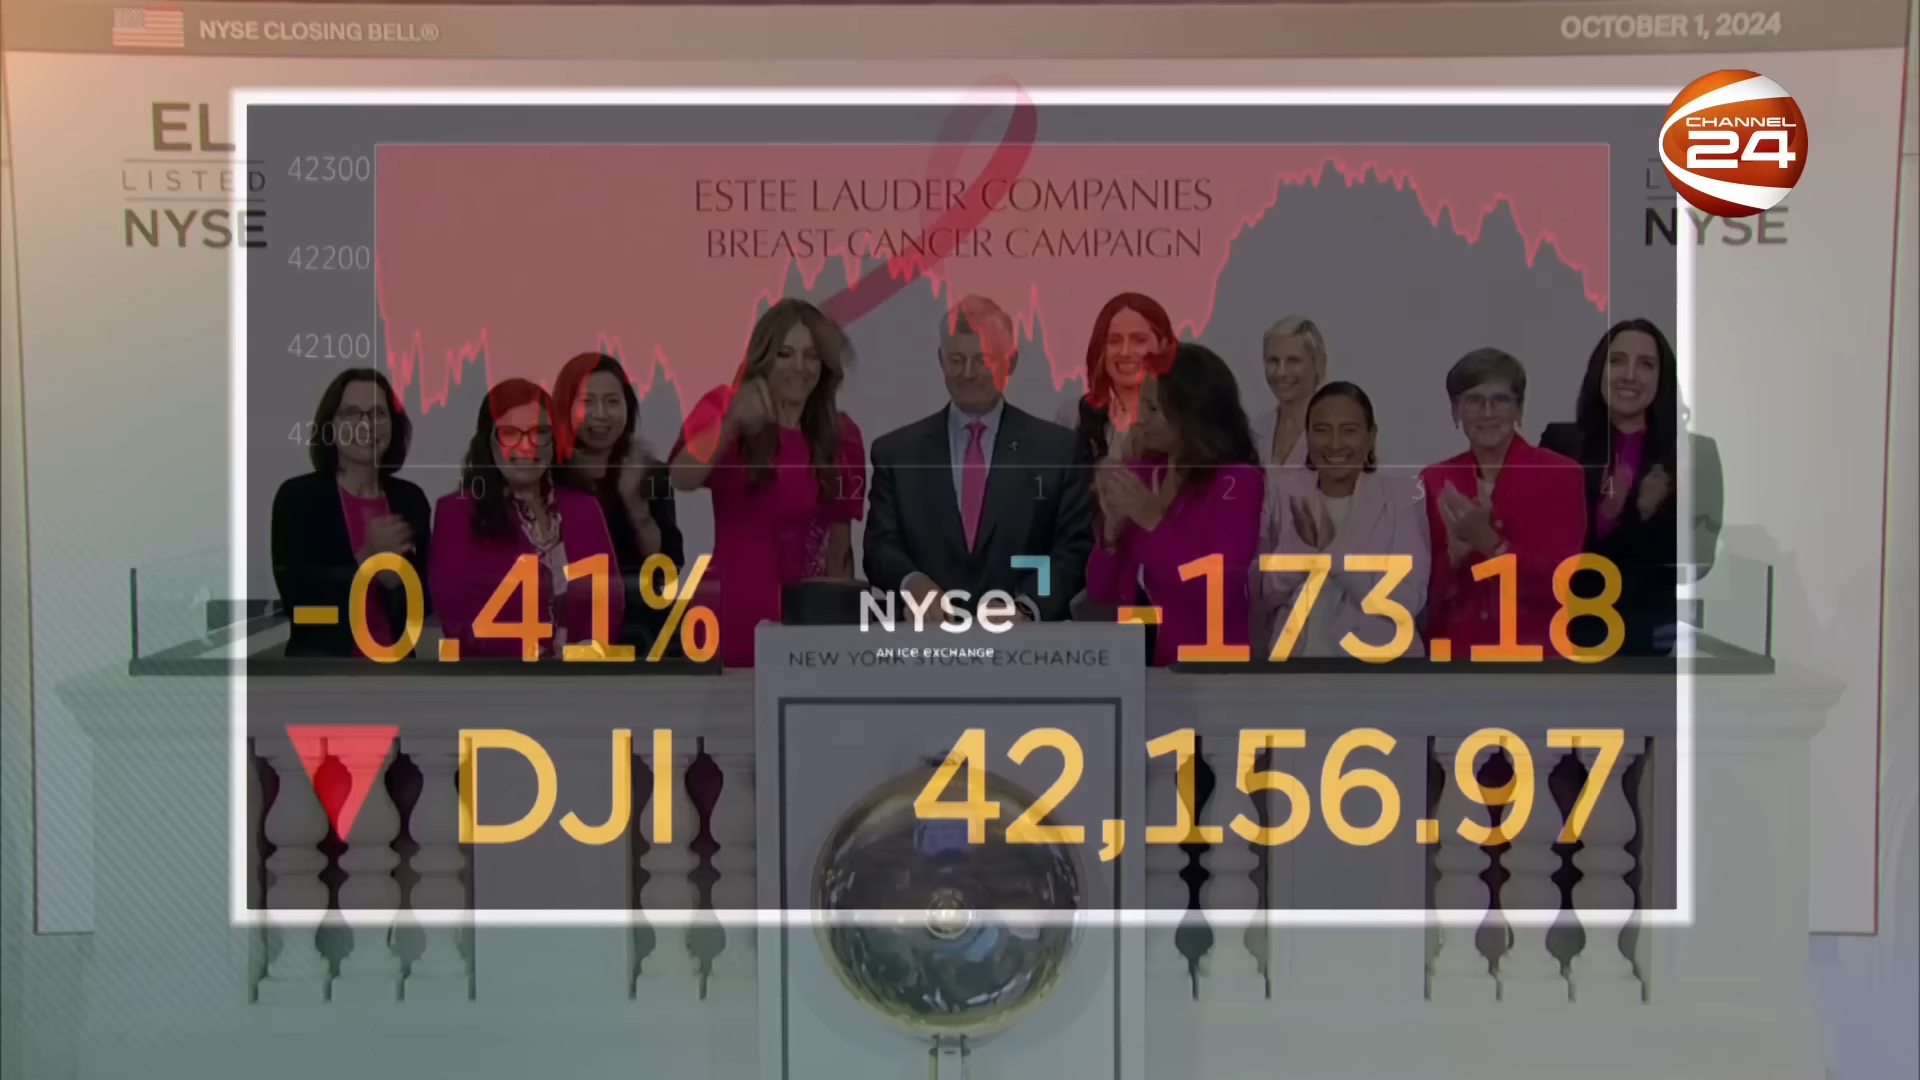 NYSE CLOSING BELL®
OCTOBER 1, 2024
CHANNEL
24
EL
LISTED
NYSE
NYSE
ESTEE LAUDER COMPANIES
BREAST CANCER CAMPAIGN
42300
42200
42100
42000
10 11 12 1 2 3 4
-0.41%
-173.18
NYSE
AN ICE EXCHANGE
NEW YORK STOCK EXCHANGE
DJI
42,156.97